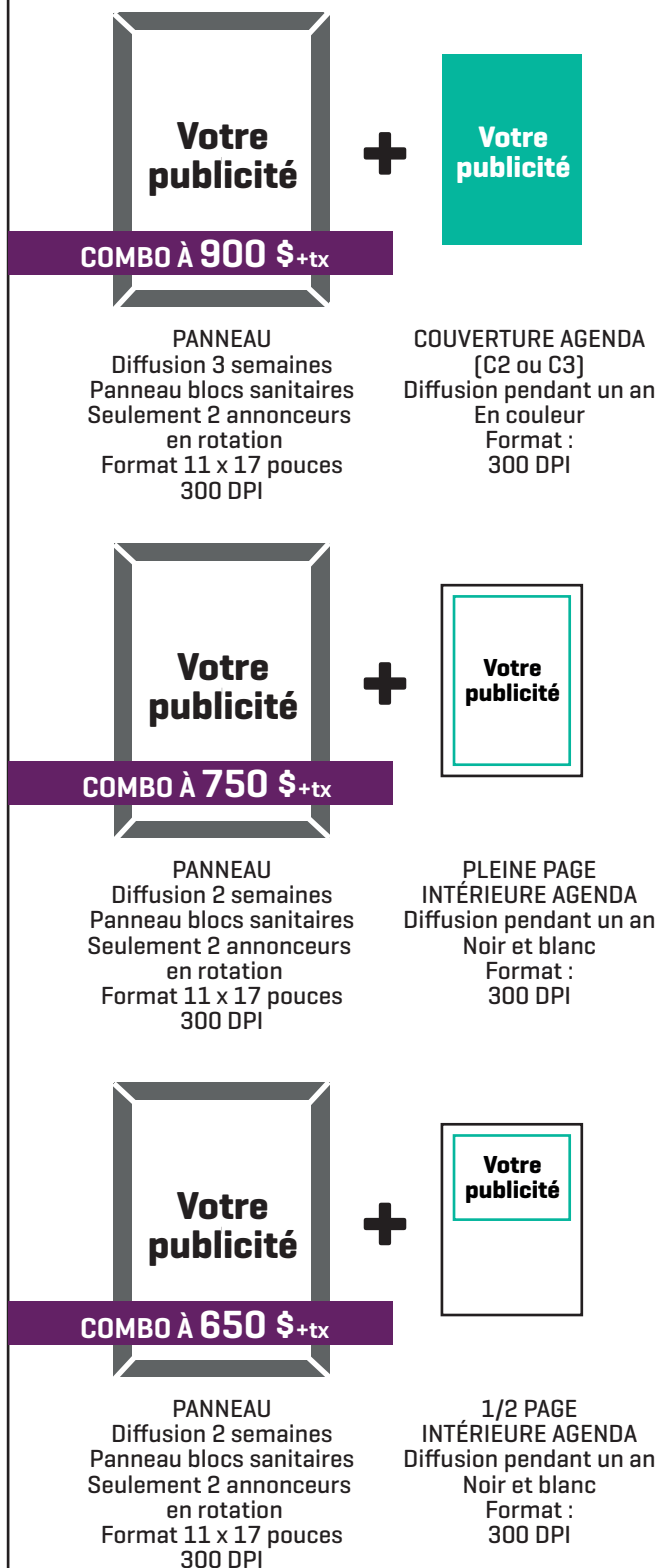 Votre
publicité
+
Votre
publicité
COMBO À 900 $+tx
PANNEAU
Diffusion 3 semaines
Panneau blocs sanitaires
Seulement 2 annonceurs
en rotation
Format 11 x 17 pouces
300 DPI
COUVERTURE AGENDA
(C2 ou C3)
Diffusion pendant un an
En couleur
Format :
300 DPI
Votre
publicité
+
Votre
publicité
COMBO À 750 $+tx
PANNEAU
Diffusion 2 semaines
Panneau blocs sanitaires
Seulement 2 annonceurs
en rotation
Format 11 x 17 pouces
300 DPI
PLEINE PAGE
INTÉRIEURE AGENDA
Diffusion pendant un an
Noir et blanc
Format :
300 DPI
Votre
publicité
+
Votre
publicité
COMBO À 650 $+tx
PANNEAU
Diffusion 2 semaines
Panneau blocs sanitaires
Seulement 2 annonceurs
en rotation
Format 11 x 17 pouces
300 DPI
1/2 PAGE
INTÉRIEURE AGENDA
Diffusion pendant un an
Noir et blanc
Format :
300 DPI